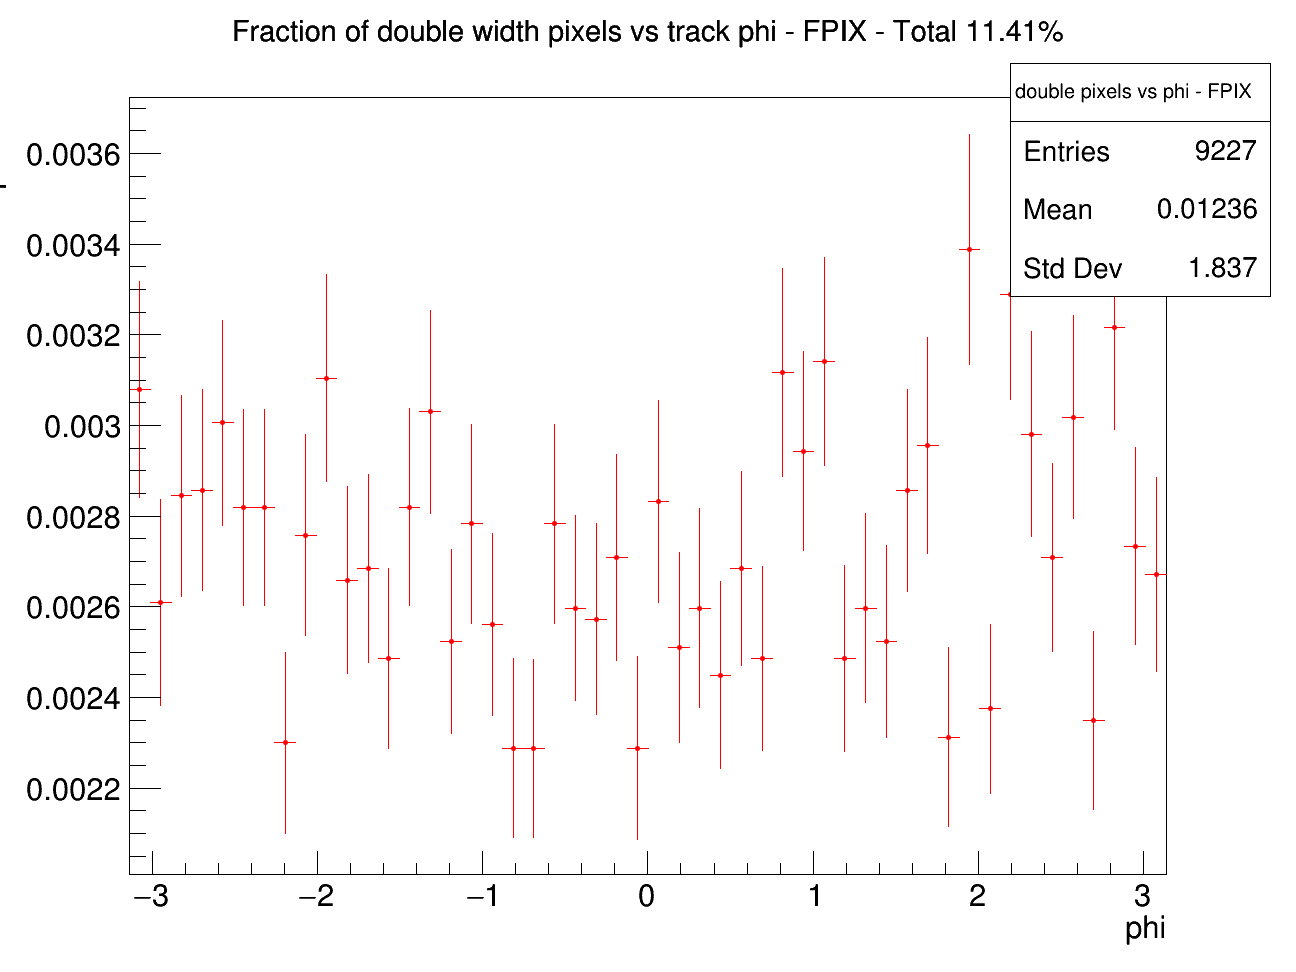 Fraction of double width pixels vs track phi - FPIX - Total 11.41%
double pixels vs phi - FPIX
Entries 9227
Mean 0.01236
Std Dev 1.837
0.0036
0.0034
0.0032
0.003
0.0028
0.0026
0.0024
0.0022
−3 −2 −1 0 1 2 3
phi